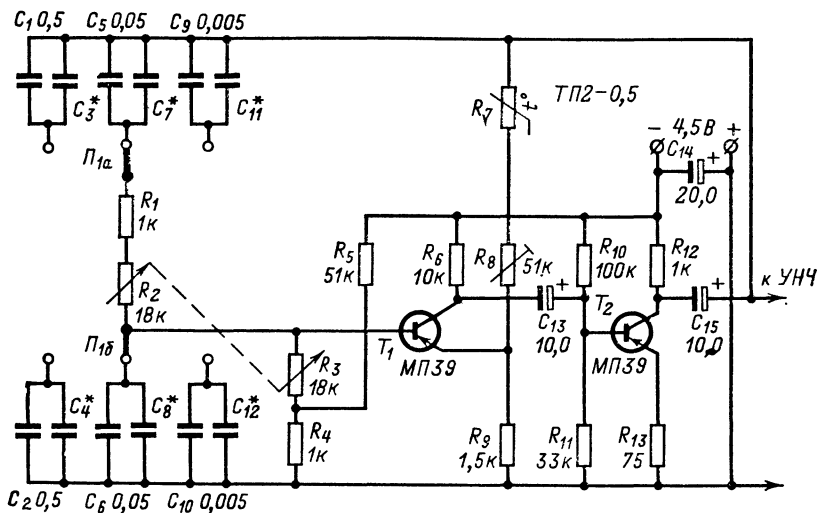 C₁ 0,5 C₅ 0,05 C₉ 0,005
C₃* C₇* C₁₁*
R₇ t° ТП2-0,5
- 4,5В +
C₁₄ +
20,0
П₁ₐ
R₁
1к
R₂
18к
R₅
51к
R₆
10к
R₈
51к
R₁₀
100к
R₁₂
1к
+
C₁₃
10,0
+
C₁₅
10,0
к УНЧ
П₁б
T₁
МП39
T₂
МП39
R₃
18к
C₄* C₈* C₁₂*
R₄
1к
R₉
1,5к
R₁₁
33к
R₁₃
75
C₂ 0,5 C₆ 0,05 C₁₀ 0,005